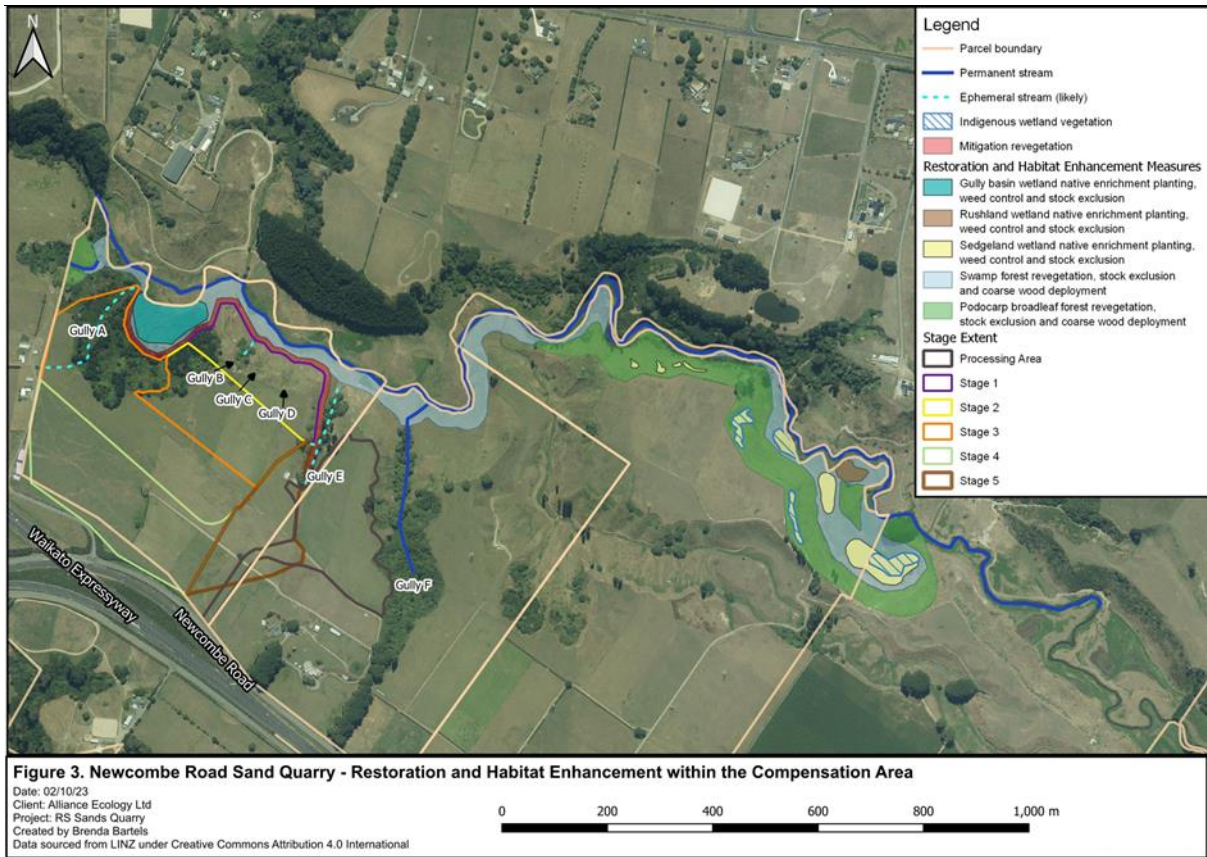 N
Legend
Parcel boundary
Permanent stream
Ephemeral stream (likely)
Indigenous wetland vegetation
Mitigation revegetation
Restoration and Habitat Enhancement Measures
Gully basin wetland native enrichment planting,
weed control and stock exclusion
Rushland wetland native enrichment planting,
weed control and stock exclusion
Sedgeland wetland native enrichment planting,
weed control and stock exclusion
Swamp forest revegetation, stock exclusion
and coarse wood deployment
Podocarp broadleaf forest revegetation,
stock exclusion and coarse wood deployment
Stage Extent
Processing Area
Stage 1
Stage 2
Stage 3
Stage 4
Stage 5
Gully A
Gully B
Gully C
Gully D
Gully E
Gully F
Waikato Expressyway
Newcombe Road
Figure 3. Newcombe Road Sand Quarry - Restoration and Habitat Enhancement within the Compensation Area
Date: 02/10/23
Client: Alliance Ecology Ltd
Project: RS Sands Quarry
Created by Brenda Bartels
Data sourced from LINZ under Creative Commons Attribution 4.0 International
0 200 400 600 800 1,000 m